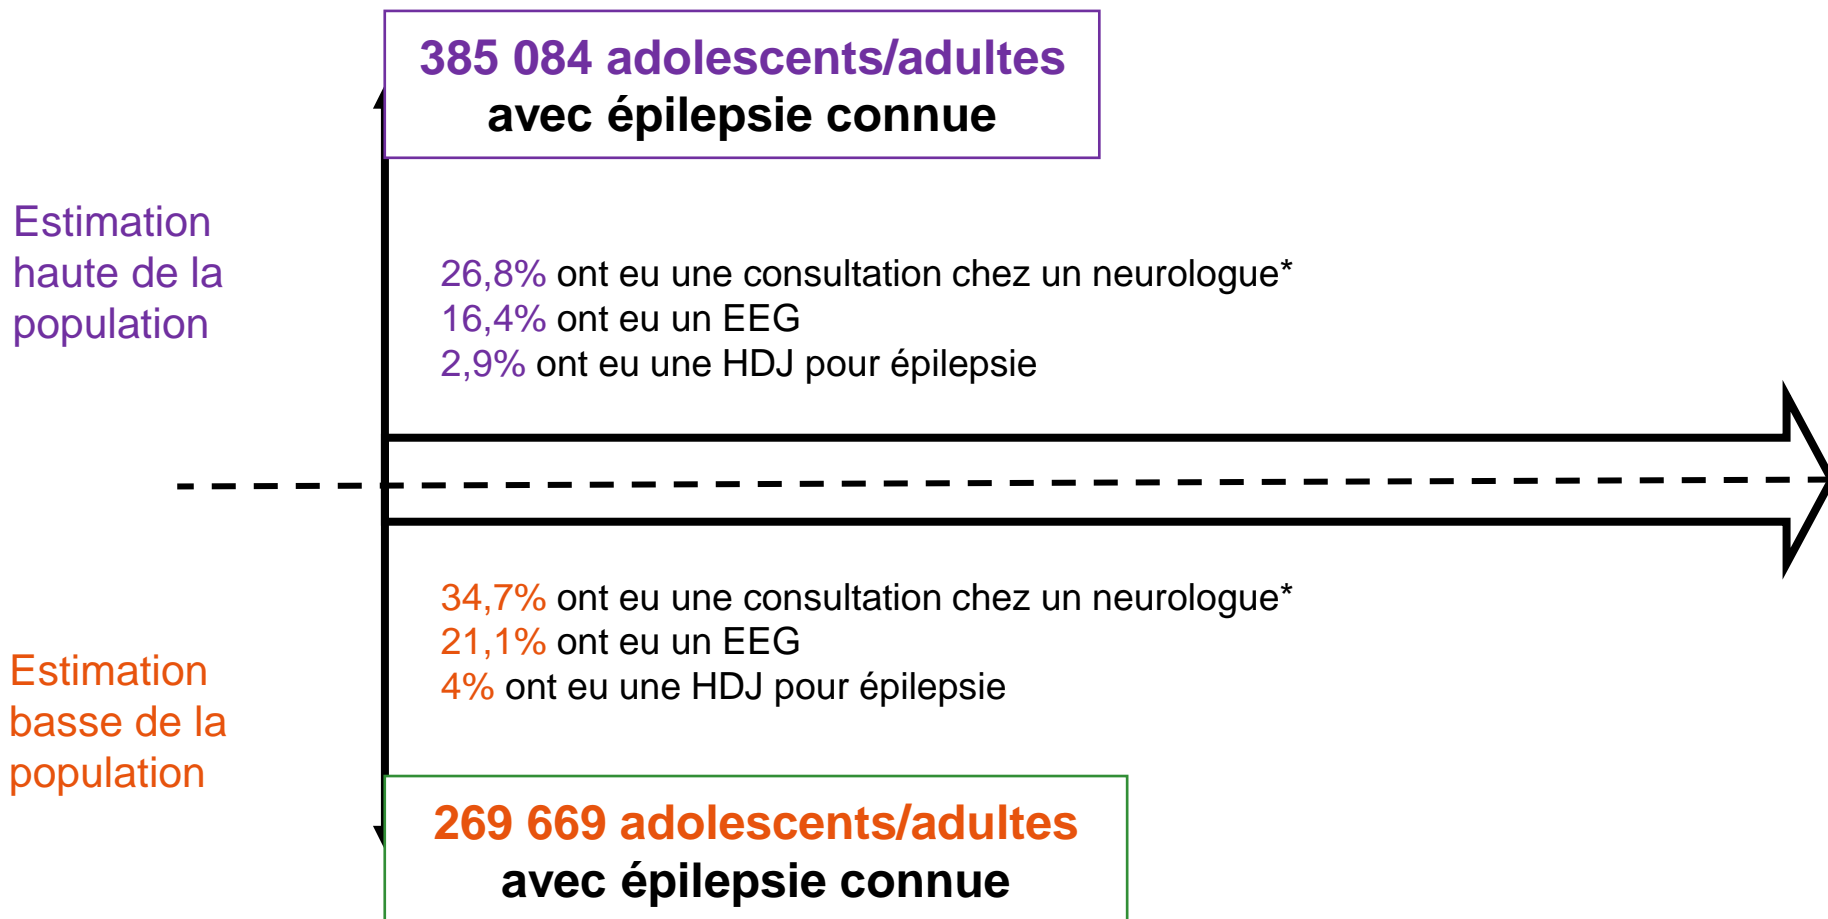 385 084 adolescents/adultes
avec épilepsie connue
Estimation
haute de la
population
26,8% ont eu une consultation chez un neurologue*
16,4% ont eu un EEG
2,9% ont eu une HDJ pour épilepsie
34,7% ont eu une consultation chez un neurologue*
21,1% ont eu un EEG
4% ont eu une HDJ pour épilepsie
Estimation
basse de la
population
269 669 adolescents/adultes
avec épilepsie connue